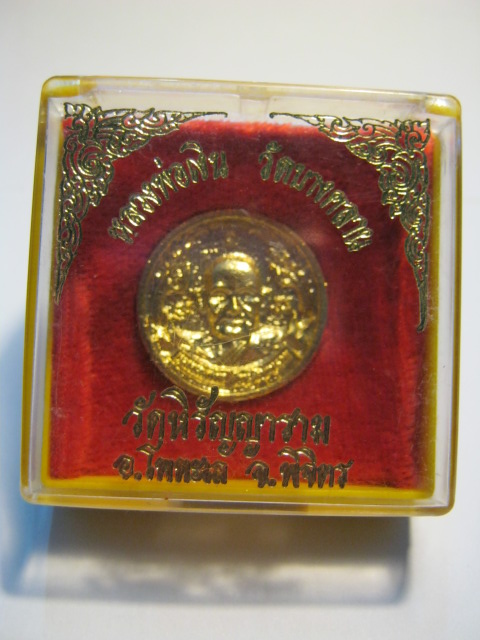 หลวงพ่อเงิน วัดบางคลาน
วัดหิรัญญาราม
อ.โพทะเล จ.พิจิตร